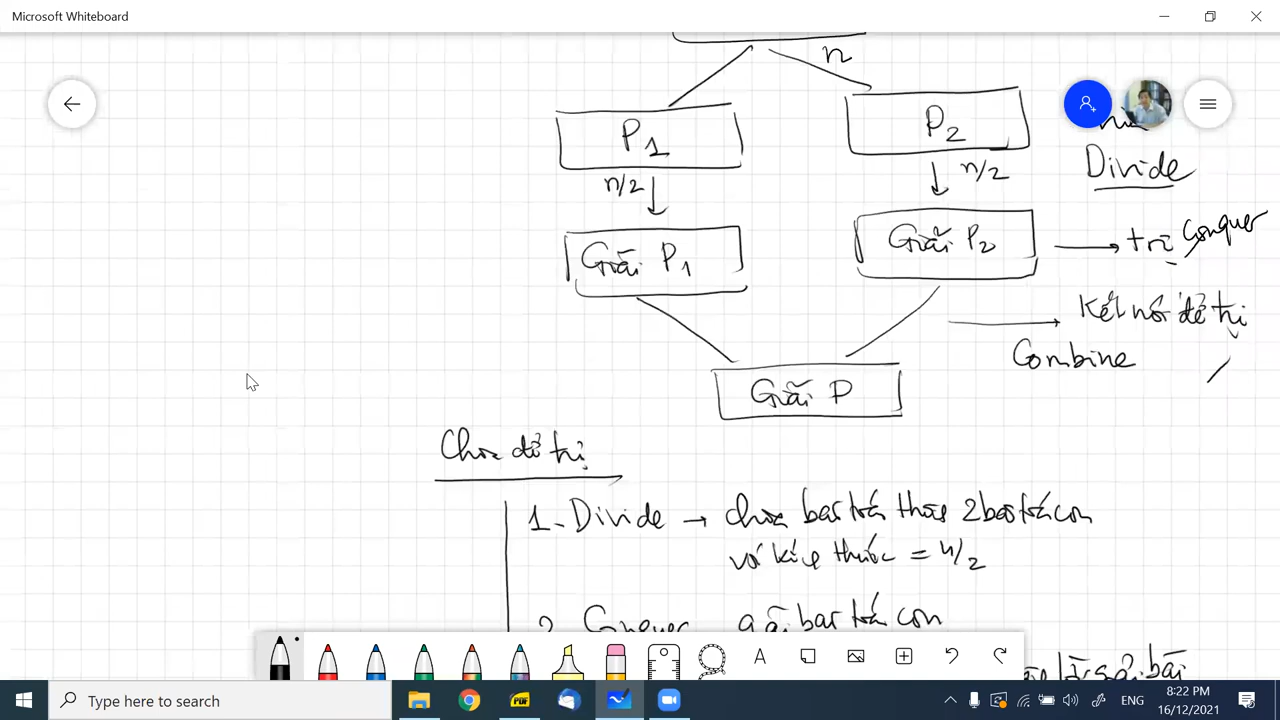 Microsoft Whiteboard
n
P1
P2
n/2
n/2
Divide
Giải P1
Giải P2
trị Conquer
Kết nối để trị
Combine
Giải P
Chia để trị
1. Divide → chia bài toán thành 2 bài toán con
với kích thước = n/2
2 Conquer giải bài toán con
bài
Type here to search
PDF
ENG
8:22 PM
16/12/2021